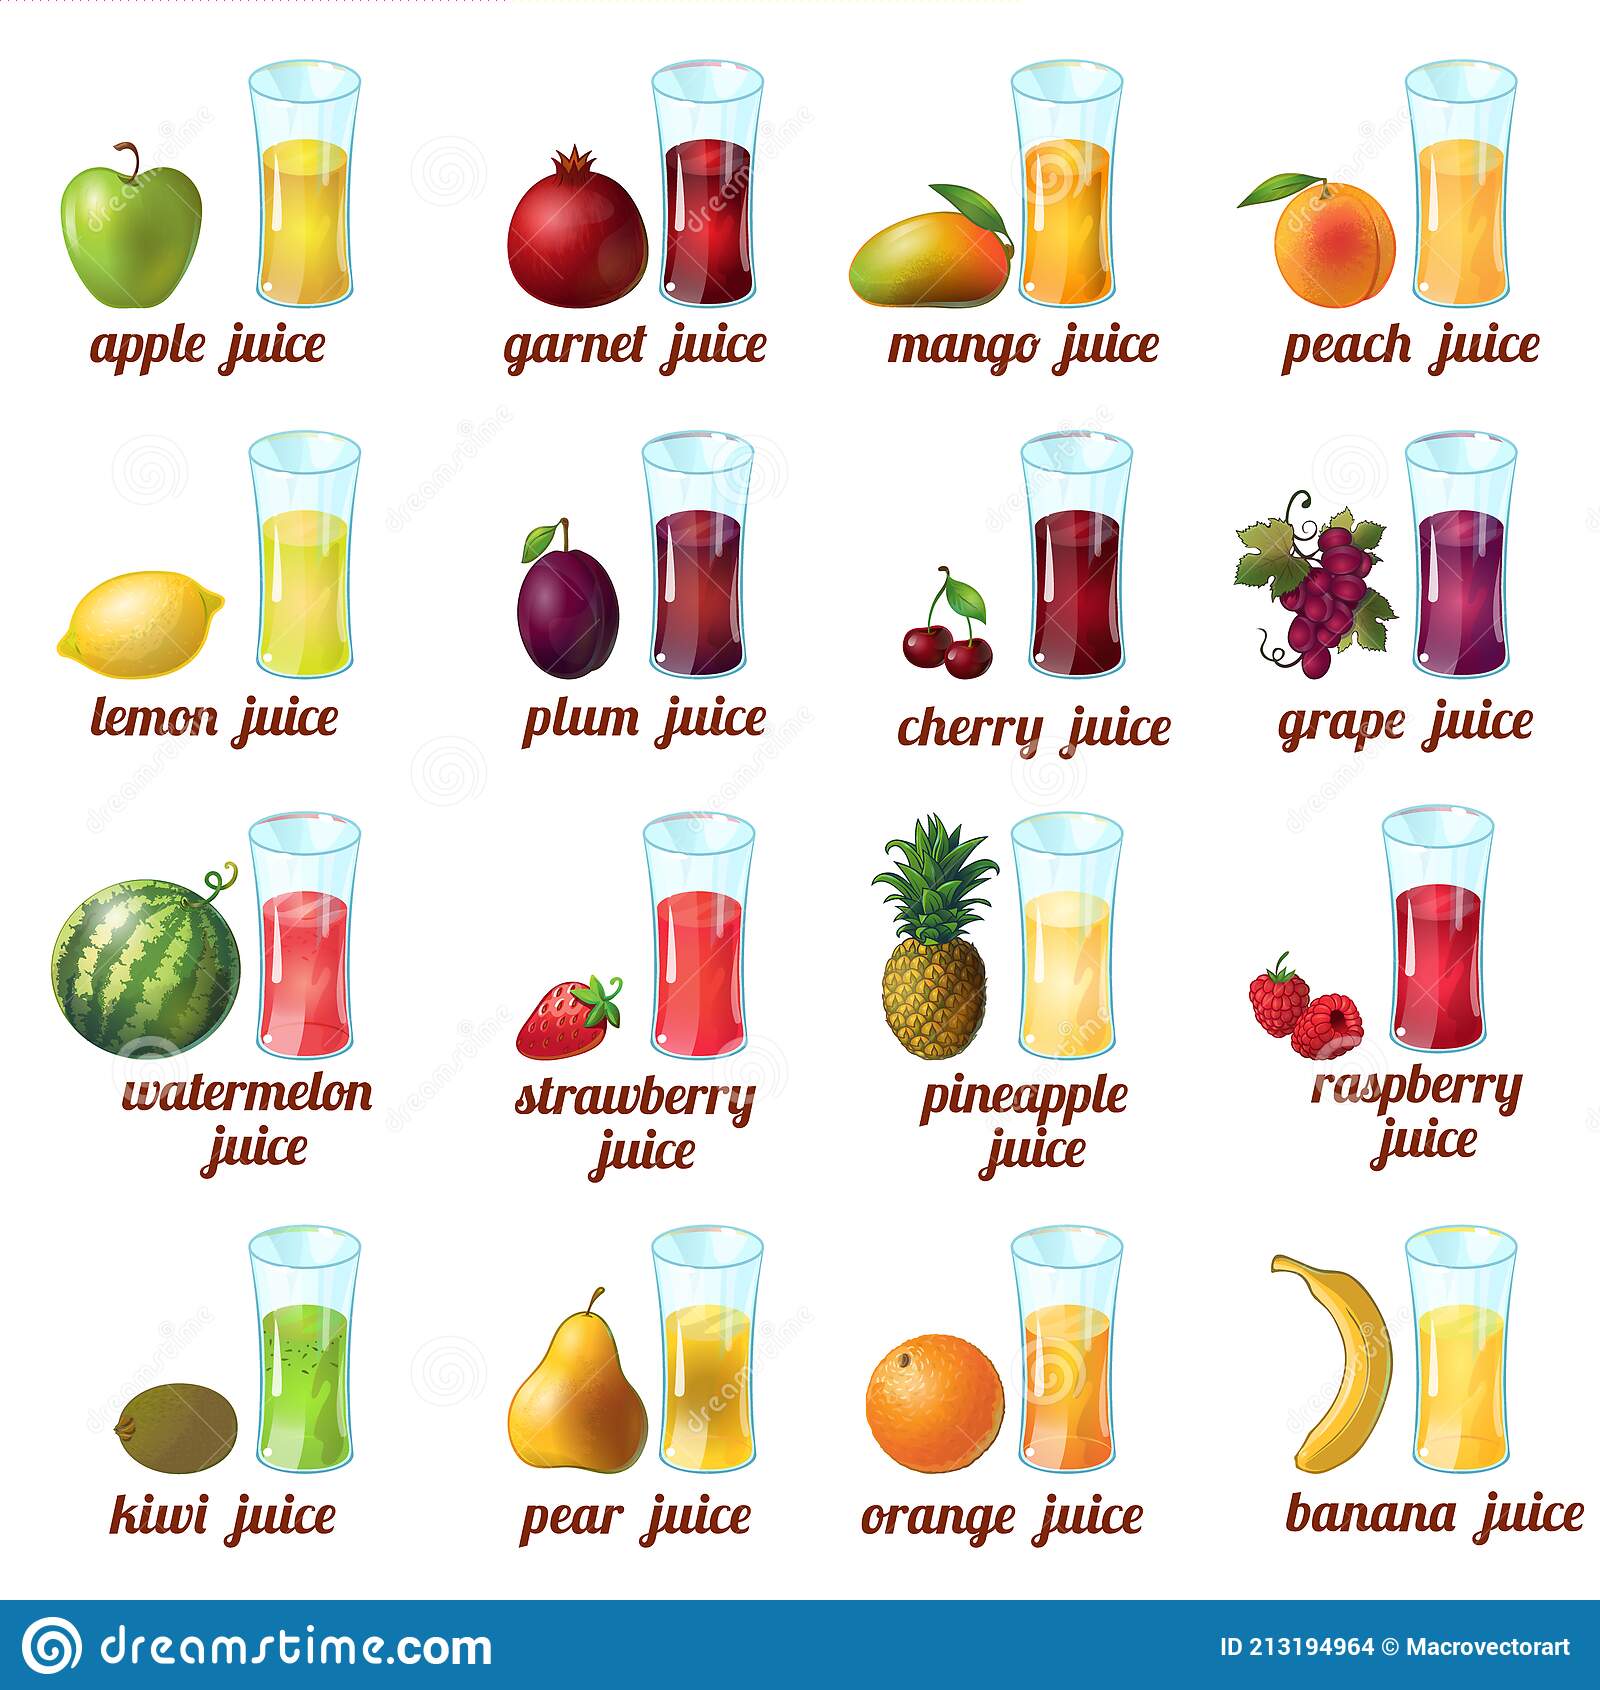 apple juice
garnet juice
mango juice
peach juice
lemon juice
plum juice
cherry juice
grape juice
watermelon
juice
strawberry
juice
pineapple
juice
raspberry
juice
kiwi juice
pear juice
orange juice
banana juice
dreamstime.com
ID 213194964 © Macrovectorart